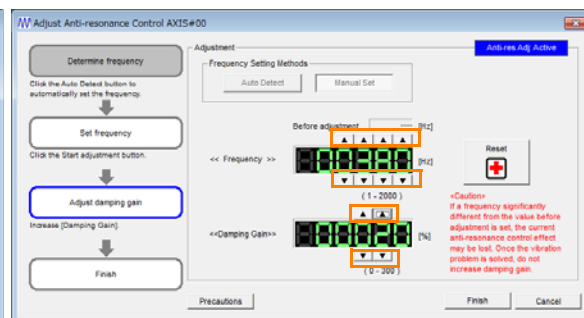 Adjust Anti-resonance Control AXIS#00
Determine frequency
Click the Auto Detect button to
automatically set the frequency.
Set frequency
Click the Start adjustment button.
Adjust damping gain
Increase [Damping Gain].
Finish
Adjustment
Anti-res Adj Active
Frequency Setting Methods
Auto Detect
Manual Set
Before adjustment ---- [Hz]
<< Frequency >>
[Hz]
( 1 - 2000 )
<<Damping Gain>>
[%]
( 0 - 300 )
Reset
<Caution>
If a frequency significantly
different from the value before
adjustment is set, the current
anti-resonance control effect
may be lost. Once the vibration
problem is solved, do not
increase damping gain.
Precautions
Finish
Cancel